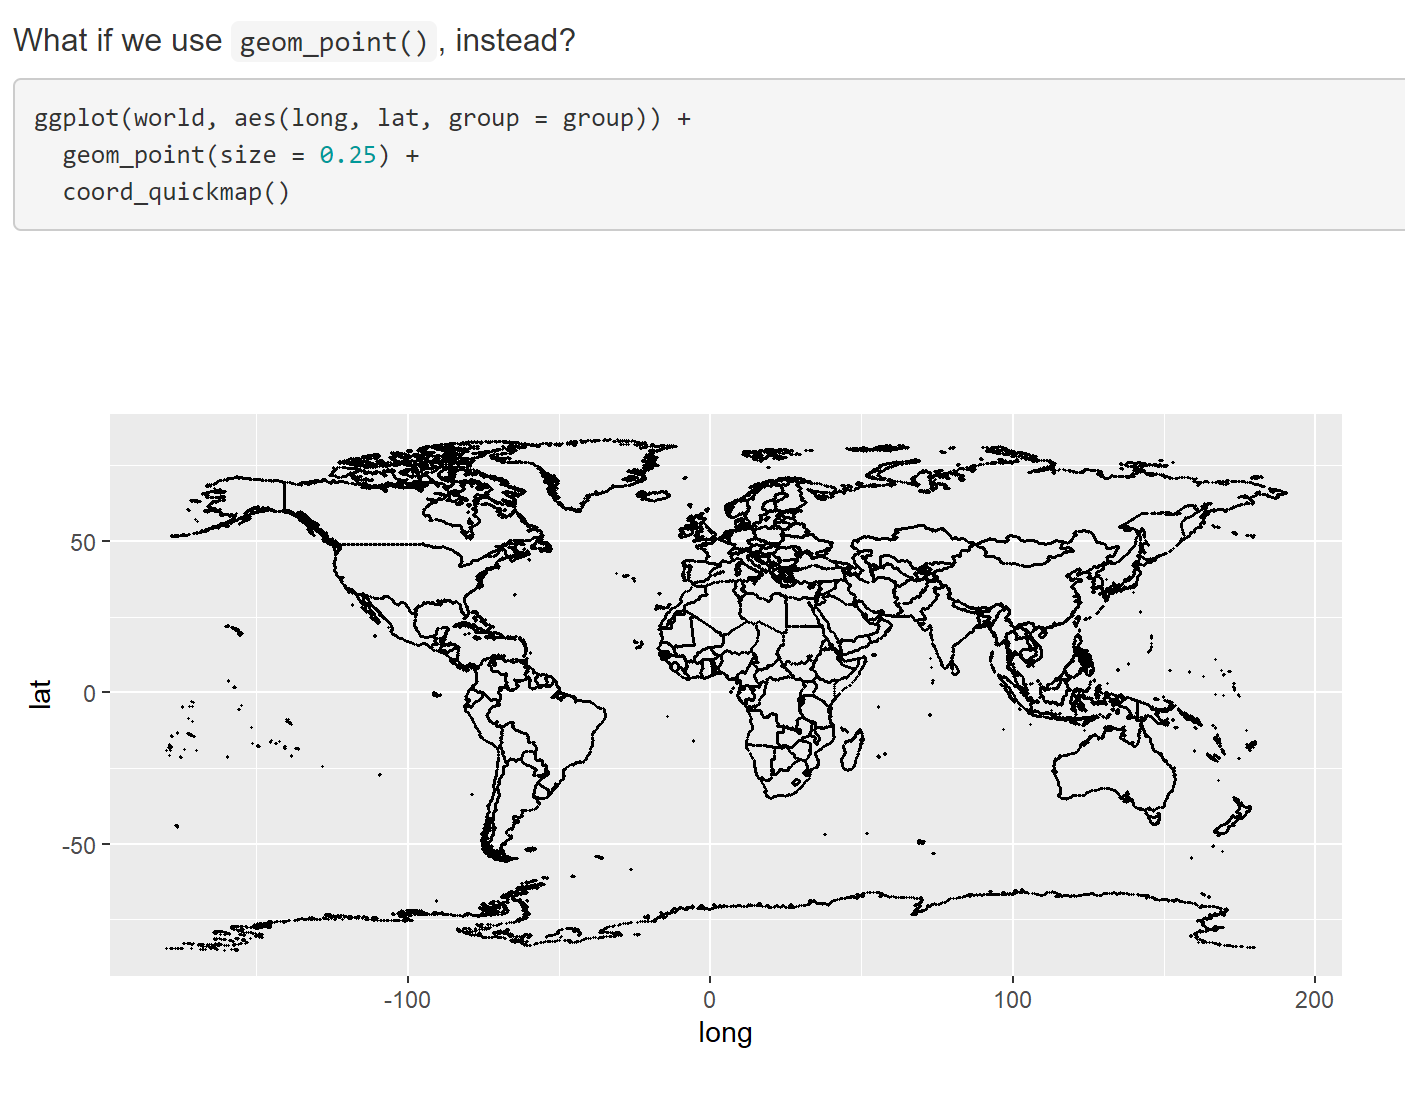 What if we use geom_point(), instead?
ggplot(world, aes(long, lat, group = group)) +
  geom_point(size = 0.25) +
  coord_quickmap()
50
0
-50
lat
-100 0 100 200
long